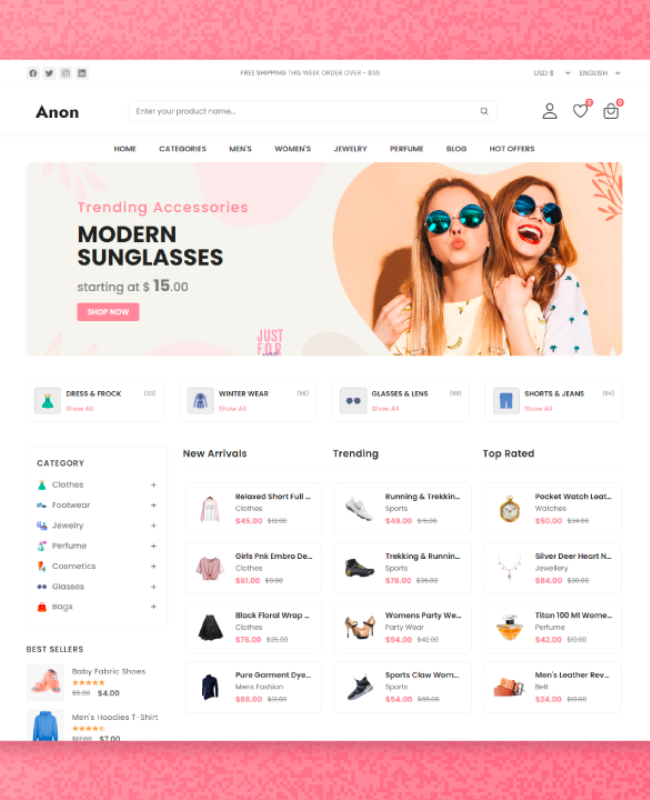 FREE SHIPPING THIS WEEK ORDER OVER - $55
USD $
ENGLISH
Anon
Enter your product name...
0
0
HOME
CATEGORIES
MEN'S
WOMEN'S
JEWELRY
PERFUME
BLOG
HOT OFFERS
Trending Accessories
MODERN
SUNGLASSES
starting at $ 15.00
SHOP NOW
JUST
FOR
DRESS & FROCK (53)
Show All
WINTER WEAR (58)
Show All
GLASSES & LENS (68)
Show All
SHORTS & JEANS (84)
Show All
CATEGORY
Clothes +
Footwear +
Jewelry +
Perfume +
Cosmetics +
Glasses +
Bags +
BEST SELLERS
Baby Fabric Shoes
$5.00 $4.00
Men's Hoodies T-Shirt
$17.00 $7.00
New Arrivals
Relaxed Short Full ...
Clothes
$45.00 $12.00
Girls Pnk Embro De...
Clothes
$61.00 $9.00
Black Floral Wrap ...
Clothes
$76.00 $25.00
Pure Garment Dye...
Mens Fashion
$68.00 $31.00
Trending
Running & Trekkin...
Sports
$49.00 $15.00
Trekking & Runnin...
Sports
$78.00 $36.00
Womens Party We...
Party Wear
$94.00 $42.00
Sports Claw Wom...
Sports
$54.00 $65.00
Top Rated
Pocket Watch Leat...
Watches
$50.00 $34.00
Silver Deer Heart N...
Jewellery
$84.00 $30.00
Titan 100 Ml Wome...
Perfume
$42.00 $10.00
Men's Leather Rev...
Belt
$24.00 $10.00